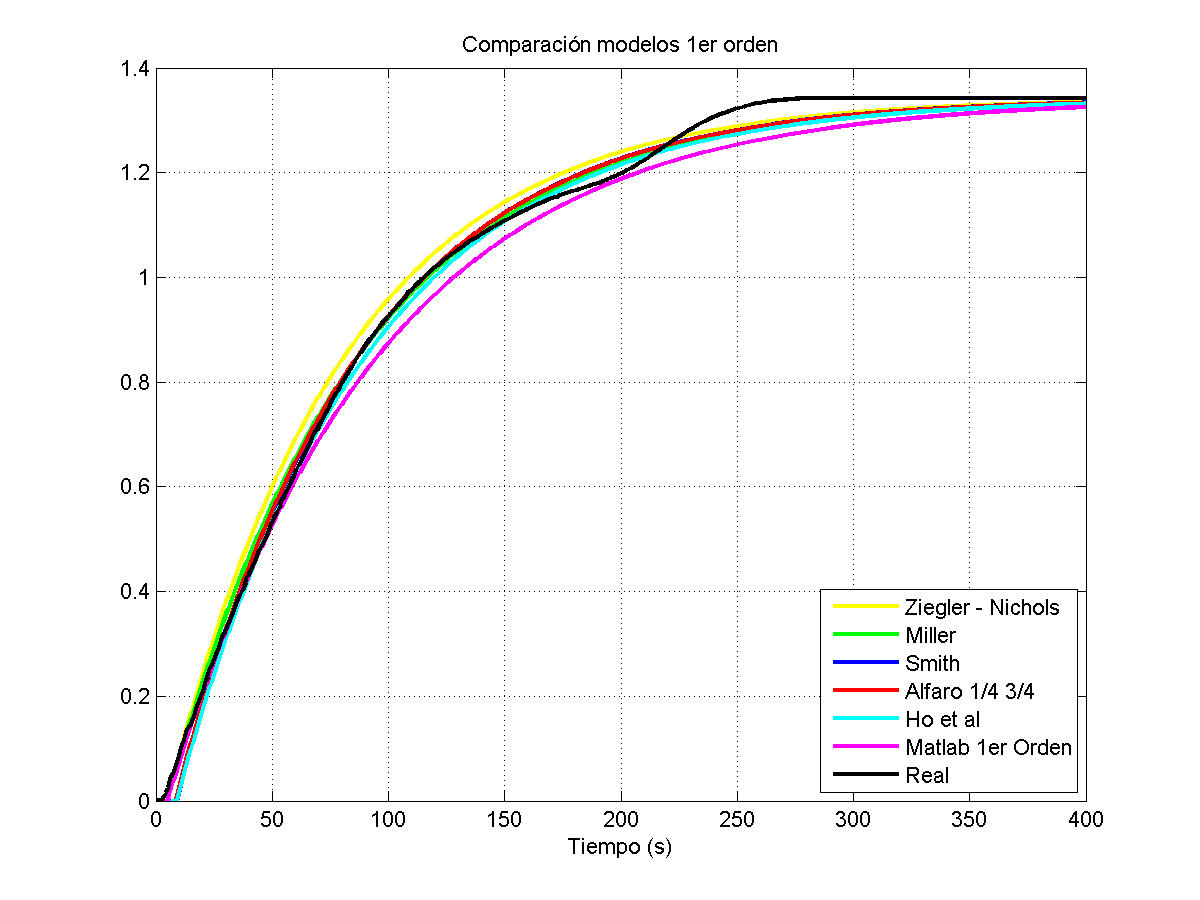 Comparación modelos 1er orden
1.4
1.2
1
0.8
0.6
0.4
0.2
0
0 50 100 150 200 250 300 350 400
Tiempo (s)
Ziegler - Nichols
Miller
Smith
Alfaro 1/4 3/4
Ho et al
Matlab 1er Orden
Real